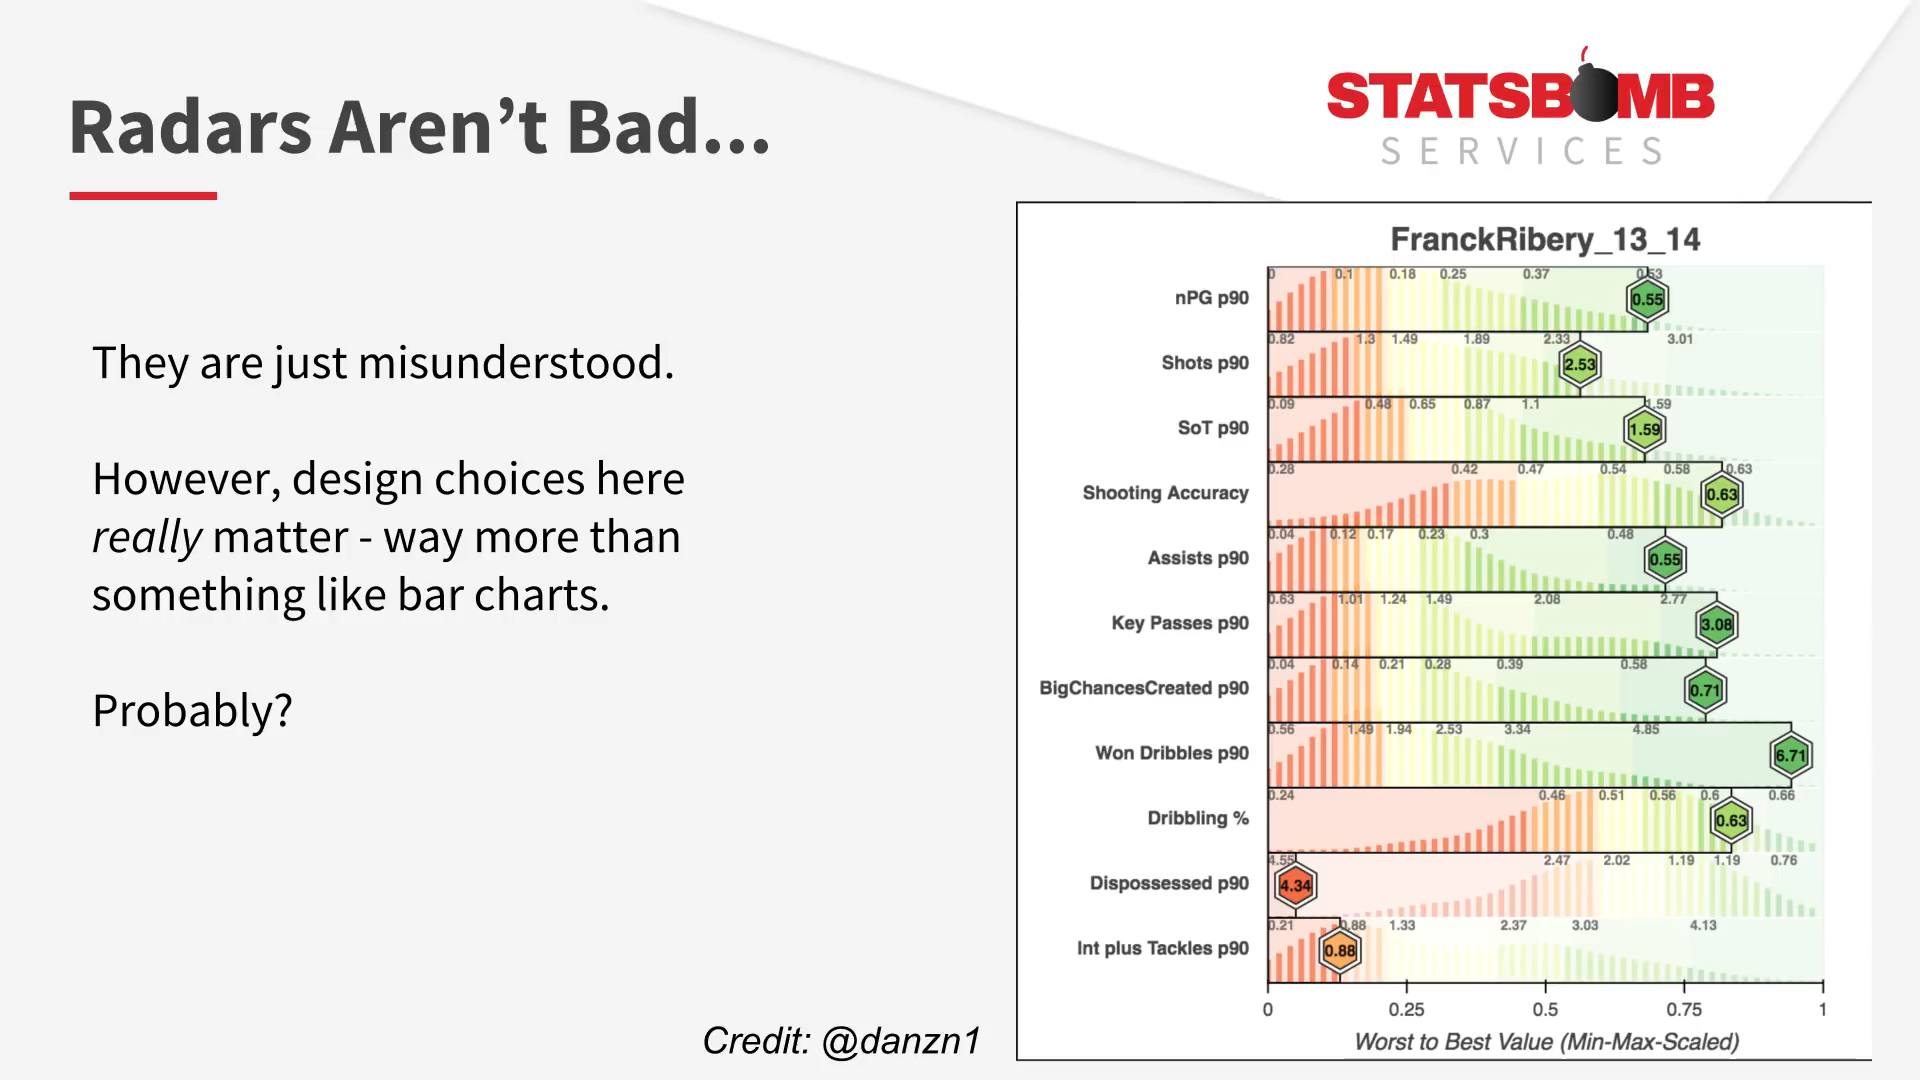 Radars Aren’t Bad...
STATSBOMB
SERVICES
They are just misunderstood.
However, design choices here
really matter - way more than
something like bar charts.
Probably?
Credit: @danzn1
FranckRibery_13_14
0 0.1 0.18 0.25 0.37 0.53
nPG p90 0.55
0.82 1.3 1.49 1.89 2.33 3.01
Shots p90 2.53
0.09 0.48 0.65 0.87 1.1 1.59
SoT p90 1.59
0.28 0.42 0.47 0.54 0.58 0.63
Shooting Accuracy 0.63
0.04 0.12 0.17 0.23 0.3 0.48
Assists p90 0.55
0.63 1.01 1.24 1.49 2.08 2.77
Key Passes p90 3.08
0.04 0.14 0.21 0.28 0.39 0.58
BigChancesCreated p90 0.71
0.56 1.49 1.94 2.53 3.34 4.85
Won Dribbles p90 6.71
0.24 0.46 0.51 0.56 0.6 0.66
Dribbling % 0.63
4.55 2.47 2.02 1.19 1.19 0.76
Dispossessed p90 4.34
0.21 0.88 1.33 2.37 3.03 4.13
Int plus Tackles p90 0.88
0 0.25 0.5 0.75 1
Worst to Best Value (Min-Max-Scaled)